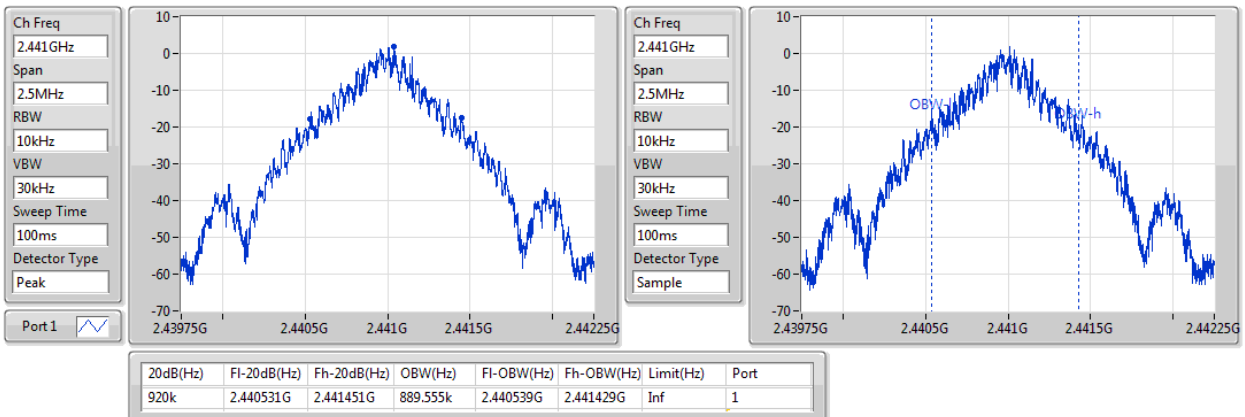 Ch Freq
2.441GHz
Span
2.5MHz
RBW
10kHz
VBW
30kHz
Sweep Time
100ms
Detector Type
Peak
Port 1
10
0
-10
-20
-30
-40
-50
-60
-70
2.43975G 2.4405G 2.441G 2.4415G 2.44225G
Ch Freq
2.441GHz
Span
2.5MHz
RBW
10kHz
VBW
30kHz
Sweep Time
100ms
Detector Type
Sample
10
0
-10
-20
-30
-40
-50
-60
-70
OBW-l
OBW-h
2.43975G 2.4405G 2.441G 2.4415G 2.44225G
20dB(Hz) Fl-20dB(Hz) Fh-20dB(Hz) OBW(Hz) Fl-OBW(Hz) Fh-OBW(Hz) Limit(Hz) Port
920k 2.440531G 2.441451G 889.555k 2.440539G 2.441429G Inf 1